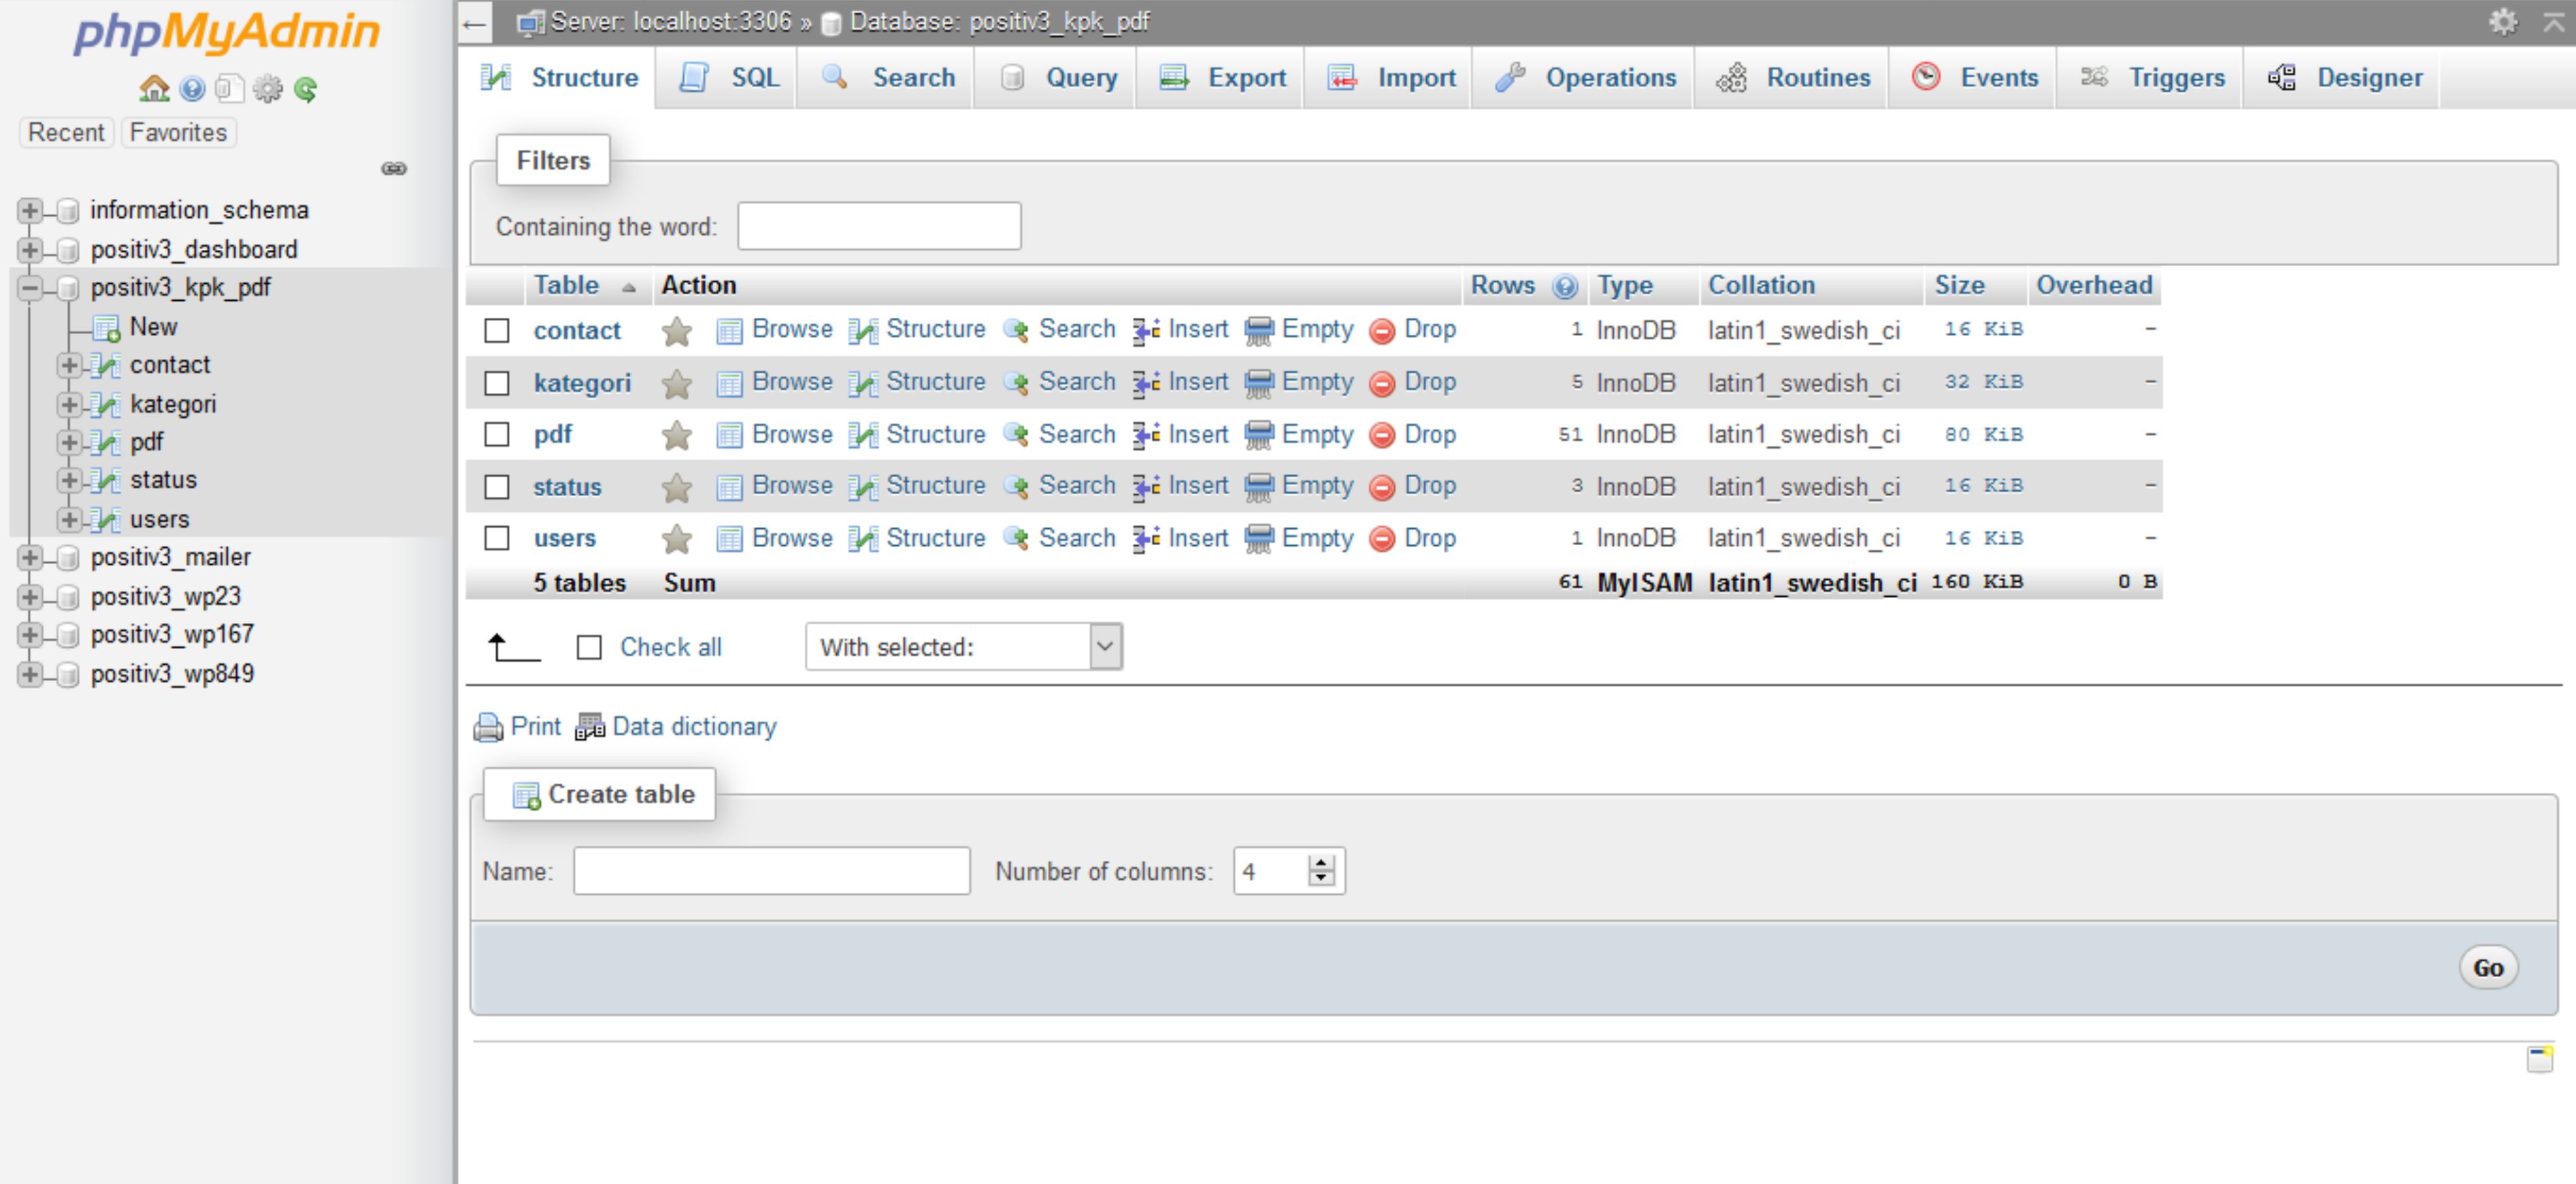 phpMyAdmin
Recent Favorites
information_schema
positiv3_dashboard
positiv3_kpk_pdf
New
contact
kategori
pdf
status
users
positiv3_mailer
positiv3_wp23
positiv3_wp167
positiv3_wp849
Server: localhost:3306 » Database: positiv3_kpk_pdf
Structure SQL Search Query Export Import Operations Routines Events Triggers Designer
Filters
Containing the word:
Table Action Rows Type Collation Size Overhead
contact Browse Structure Search Insert Empty Drop 1 InnoDB latin1_swedish_ci 16 KiB -
kategori Browse Structure Search Insert Empty Drop 5 InnoDB latin1_swedish_ci 32 KiB -
pdf Browse Structure Search Insert Empty Drop 51 InnoDB latin1_swedish_ci 80 KiB -
status Browse Structure Search Insert Empty Drop 3 InnoDB latin1_swedish_ci 16 KiB -
users Browse Structure Search Insert Empty Drop 1 InnoDB latin1_swedish_ci 16 KiB -
5 tables Sum 61 MyISAM latin1_swedish_ci 160 KiB 0 B
Check all With selected:
Print Data dictionary
Create table
Name: Number of columns: 4
Go